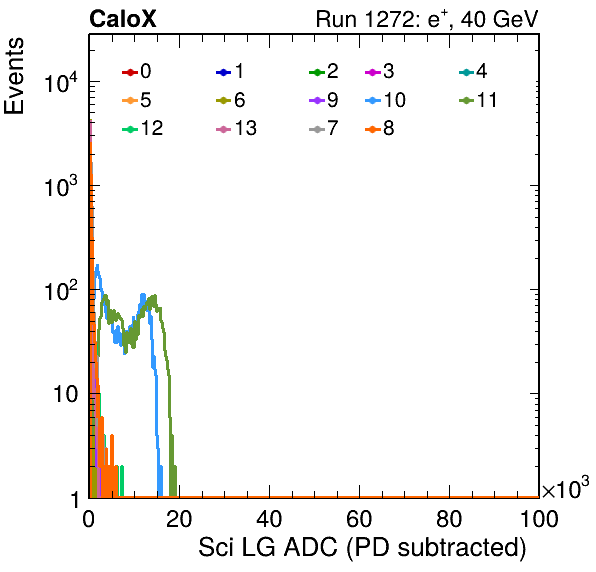 CaloX Run 1272: e⁺, 40 GeV
Events
0 1 2 3 4
5 6 9 10 11
12 13 7 8
10⁴
10³
10²
10
1
0 20 40 60 80 100
×10³
Sci LG ADC (PD subtracted)